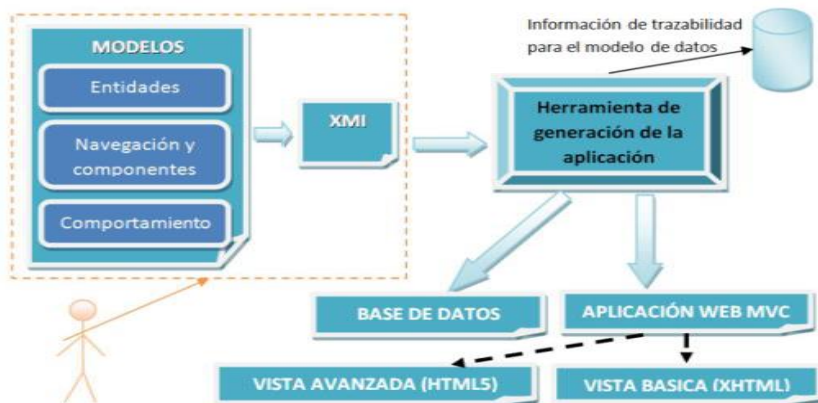 Información de trazabilidad
para el modelo de datos
MODELOS
Entidades
Navegación y
componentes
Comportamiento
XMI
Herramienta de
generación de la
aplicación
BASE DE DATOS
APLICACIÓN WEB MVC
VISTA AVANZADA (HTML5)
VISTA BASICA (XHTML)